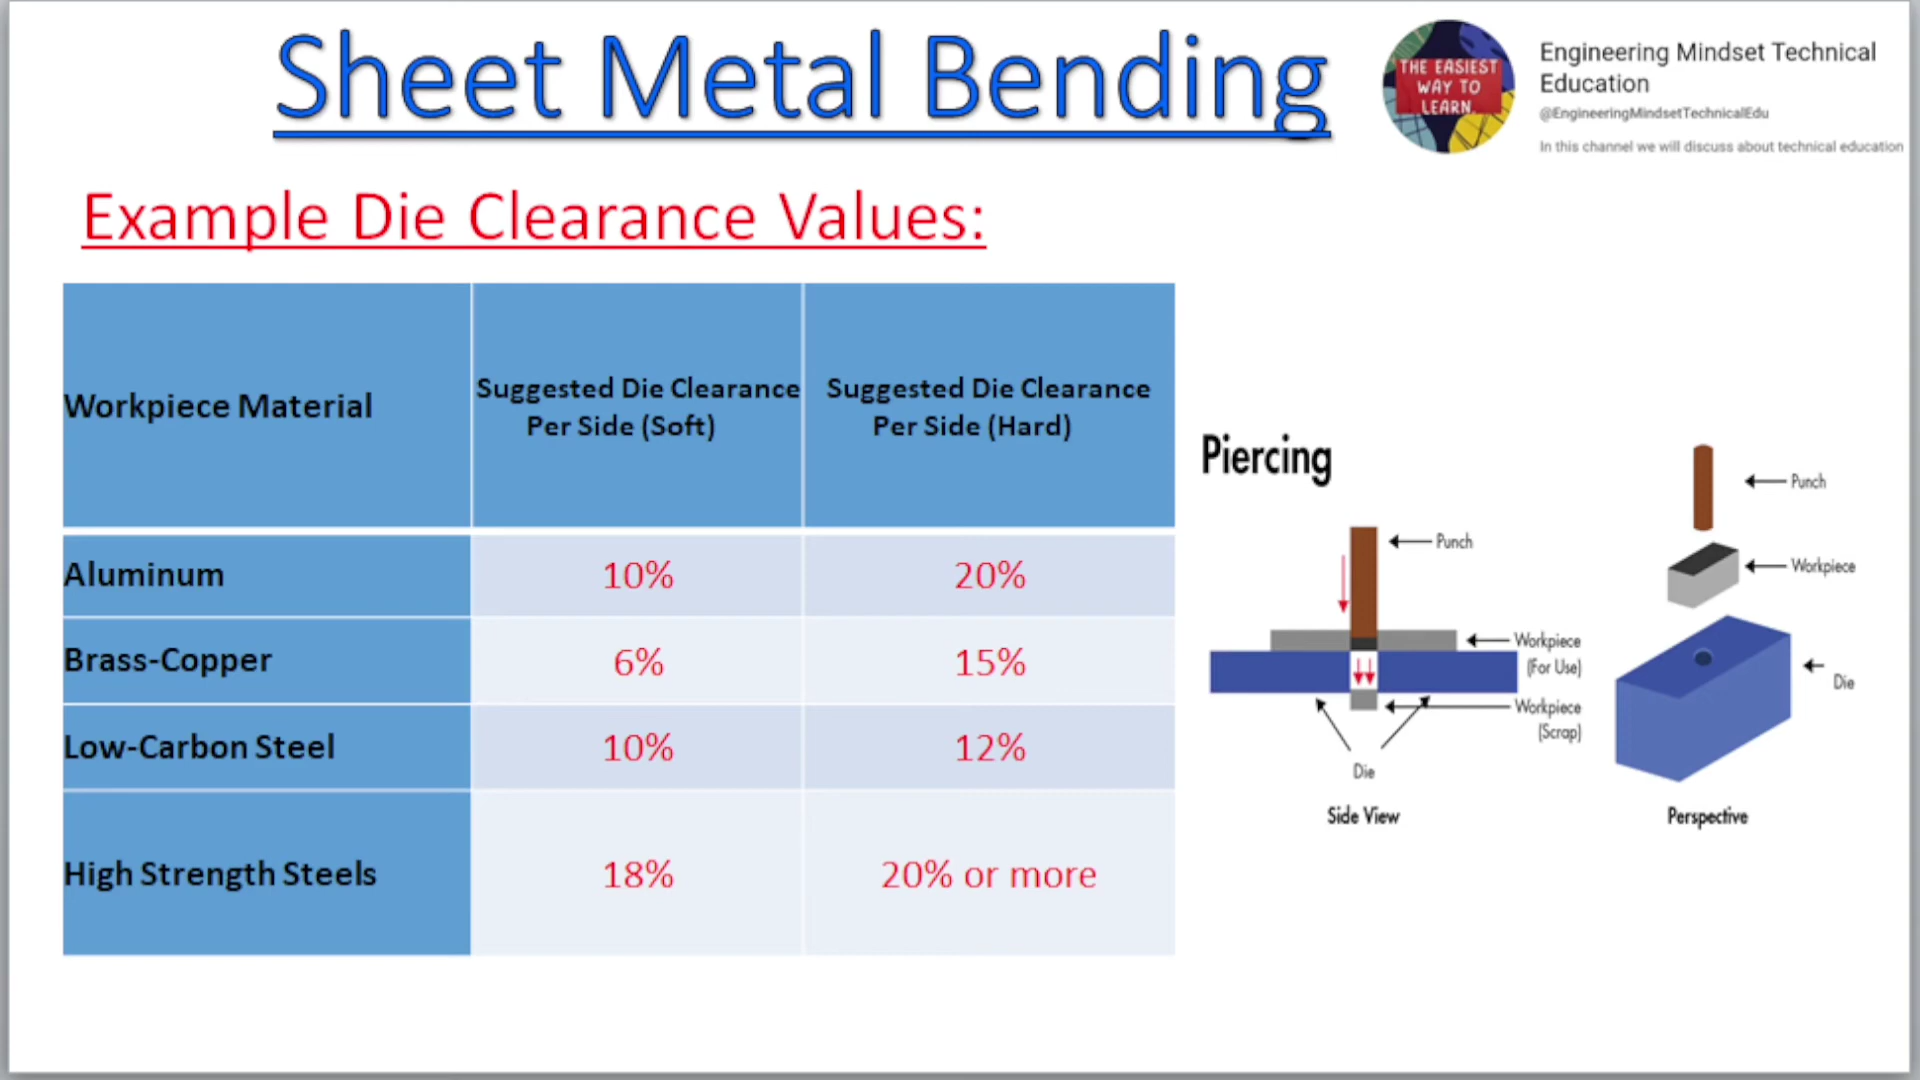 Sheet Metal Bending
THE EASIEST
WAY TO
LEARN.
Engineering Mindset Technical
Education
@EngineeringMindsetTechnicalEdu
In this channel we will discuss about technical education
Example Die Clearance Values:
Workpiece Material
Suggested Die Clearance
Per Side (Soft)
Suggested Die Clearance
Per Side (Hard)
Aluminum
10%
20%
Brass-Copper
6%
15%
Low-Carbon Steel
10%
12%
High Strength Steels
18%
20% or more
Piercing
Punch
Workpiece
(For Use)
Workpiece
(Scrap)
Die
Side View
Punch
Workpiece
Die
Perspective